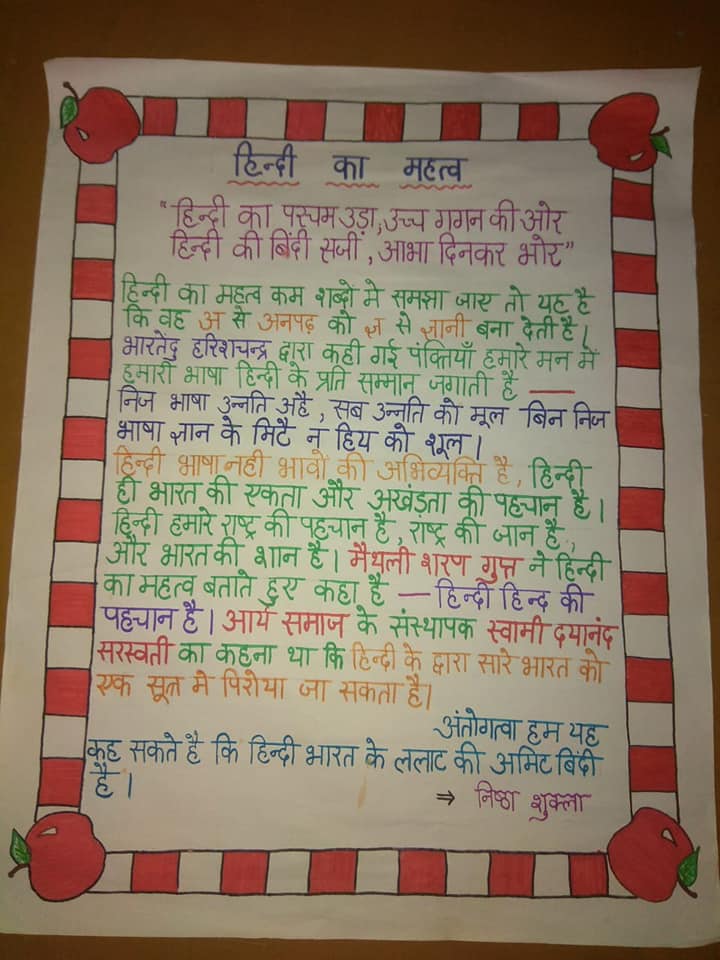 हिन्दी का महत्व
"हिन्दी का पस्चम उड़ा, उच्च गगन की ओर
हिन्दी की बिंदी सजी, आभा दिनकर भोर"
हिन्दी का महत्व कम शब्दो मे समझा जाए तो यह है
कि वह अ से अनपढ़ को ज्ञ से ज्ञानी बना देती है।
भारतेंदु हरिशचन्द्र द्वारा कही गई पंक्तियाँ हमारे मन मे
हमारी भाषा हिन्दी के प्रति सम्मान जगाती है —
निज भाषा उन्नति अहै, सब उन्नति को मूल बिन निज
भाषा ज्ञान के मिटै न हिय को शूल।
हिन्दी भाषा नही भावों की अभिव्यक्ति है, हिन्दी
ही भारत की एकता और अखंड़ता की पहचान है।
हिन्दी हमारे राष्ट्र की पहचान है, राष्ट्र की जान है,
और भारत की शान है। मैथली शरण गुप्त ने हिन्दी
का महत्व बताते हुए कहा है — हिन्दी हिन्द की
पहचान है। आर्य समाज के संस्थापक स्वामी दयानंद
सरस्वती का कहना था कि हिन्दी के द्वारा सारे भारत को
एक सूत्र मे पिरोया जा सकता है।
अंतोगत्वा हम यह
कह सकते है कि हिन्दी भारत के ललाट की अमिट बिंदी
है।
⇒ निष्ठा शुक्ला